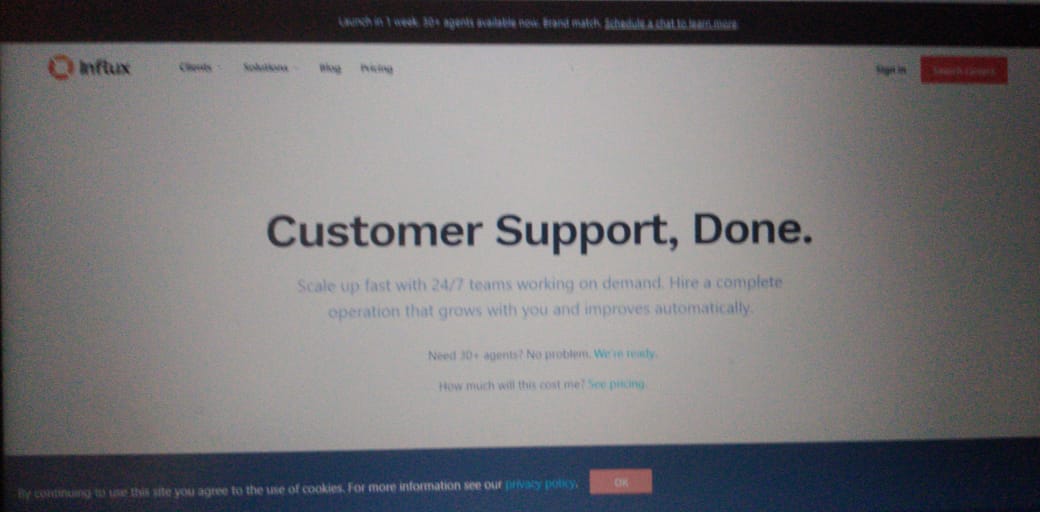 Launch in 1 week. 30+ agents available now. Brand match. Schedule a chat to learn more
Influx Clients Solutions Blog Pricing Sign in Search careers
Customer Support, Done.
Scale up fast with 24/7 teams working on demand. Hire a complete
operation that grows with you and improves automatically.
Need 30+ agents? No problem. We're ready.
How much will this cost me? See pricing.
By continuing to use this site you agree to the use of cookies. For more information see our privacy policy. OK